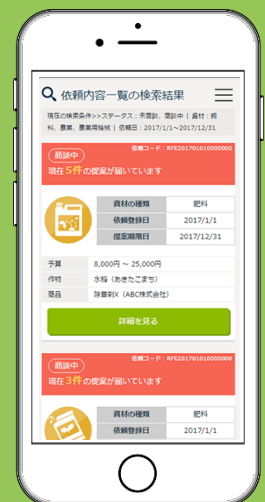 依頼内容一覧の検索結果
現在の検索条件>>ステータス：未商談、商談中 | 資材：飼
料、農薬、農業用機械 | 依頼日：2017/1/1～2017/12/31
依頼コード：RFE201701010000000
商談中
現在5件の提案が届いています
資材の種類 肥料
依頼登録日 2017/1/1
提案期限日 2017/12/31
予算 8,000円 ～ 25,000円
作物 水稲（あきたこまち）
商品 除草剤X（ABC株式会社）
詳細を見る
依頼コード：RFE201701010000000
商談中
現在3件の提案が届いています
資材の種類 肥料
依頼登録日 2017/1/1